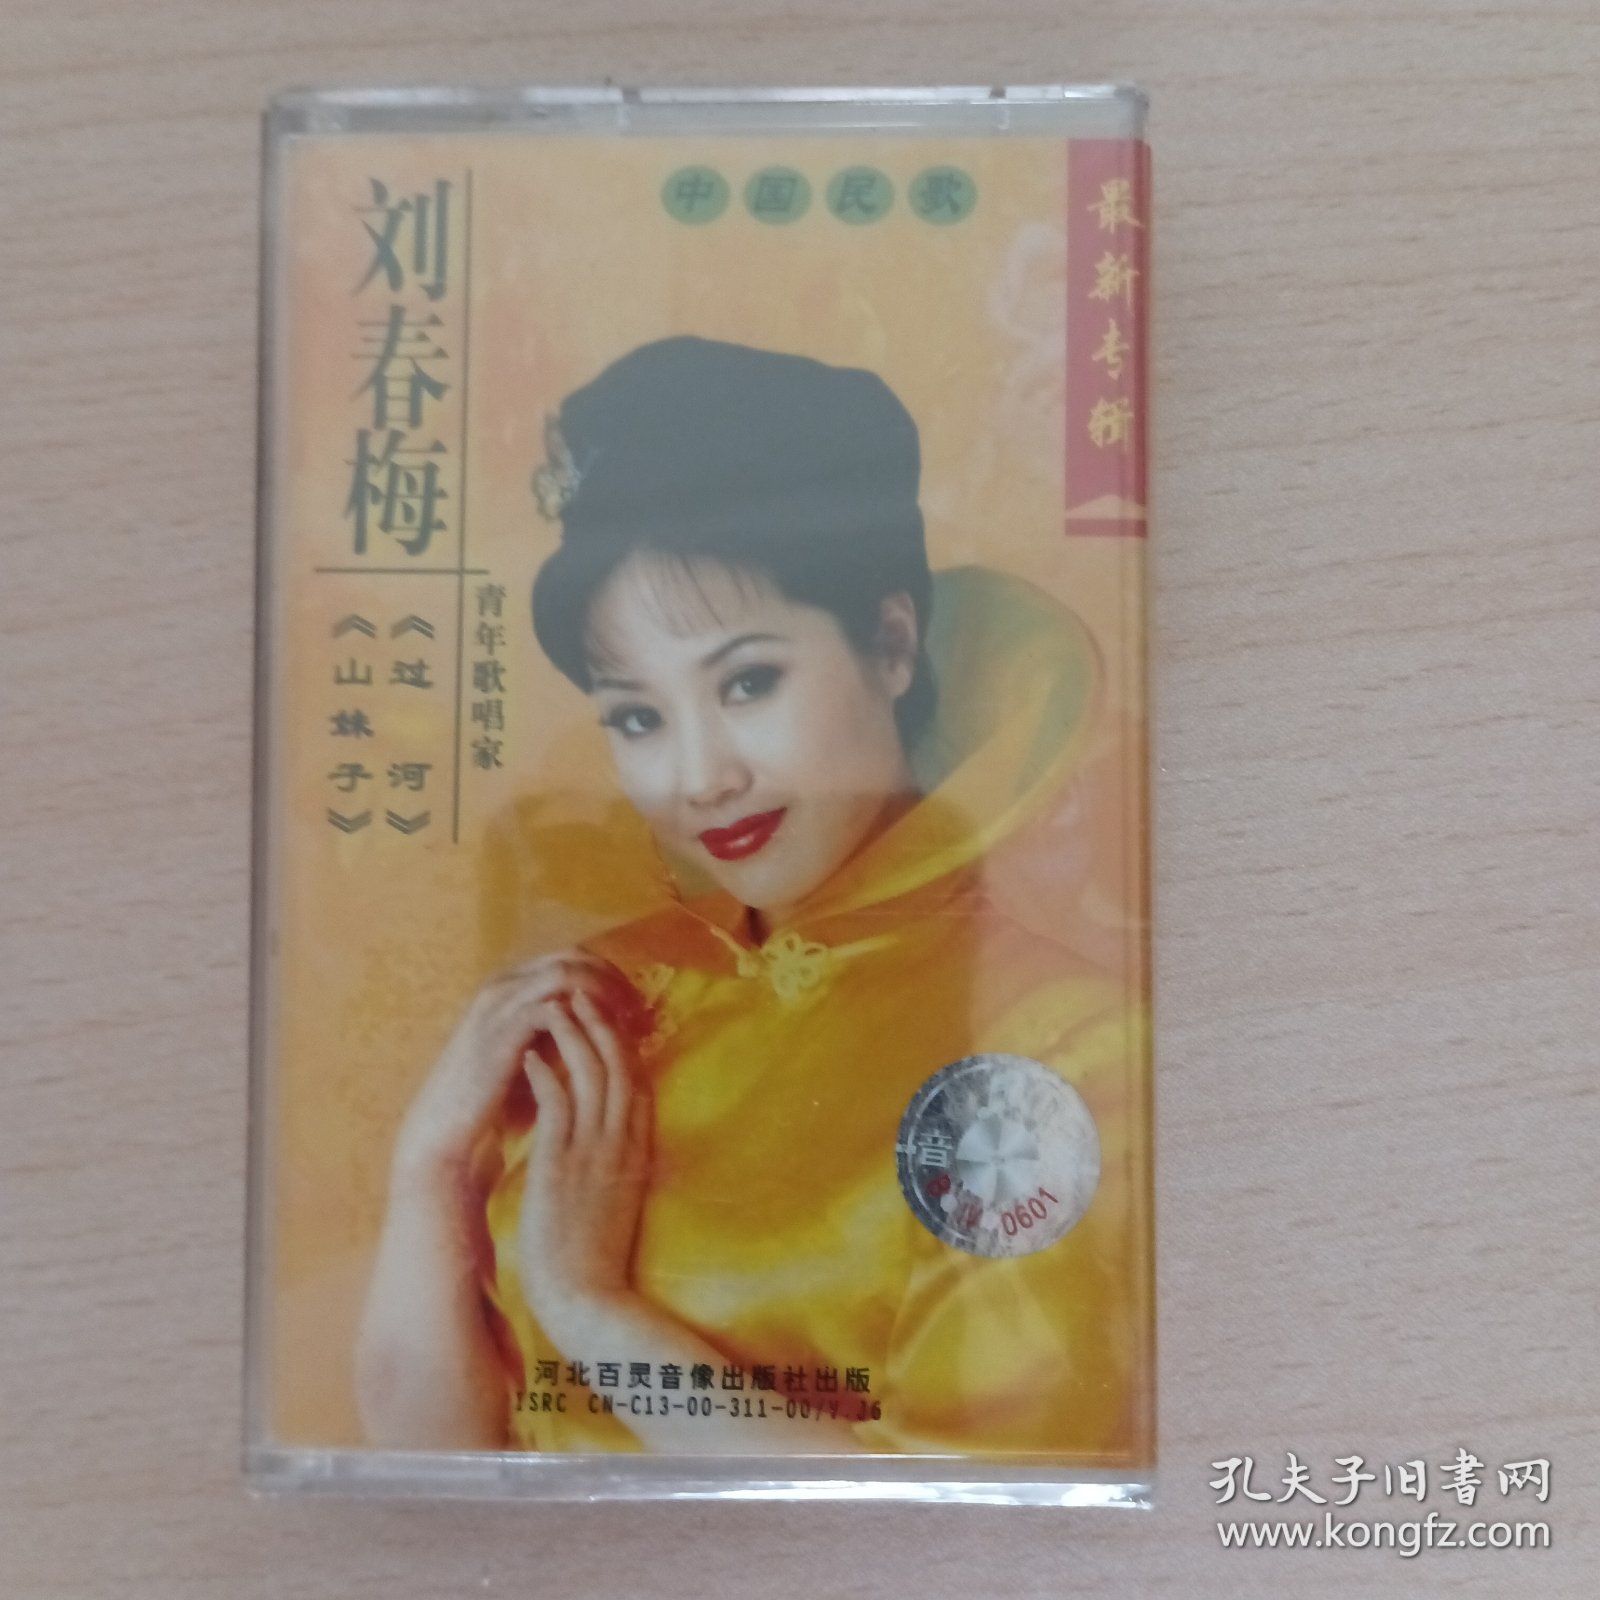 中国民歌
最新专辑
刘春梅
青年歌唱家
《过河》
《山妹子》
音
0601
河北百灵音像出版社出版
ISRC CN-C13-00-311-00/V.J6
孔夫子旧书网
www.kongfz.com